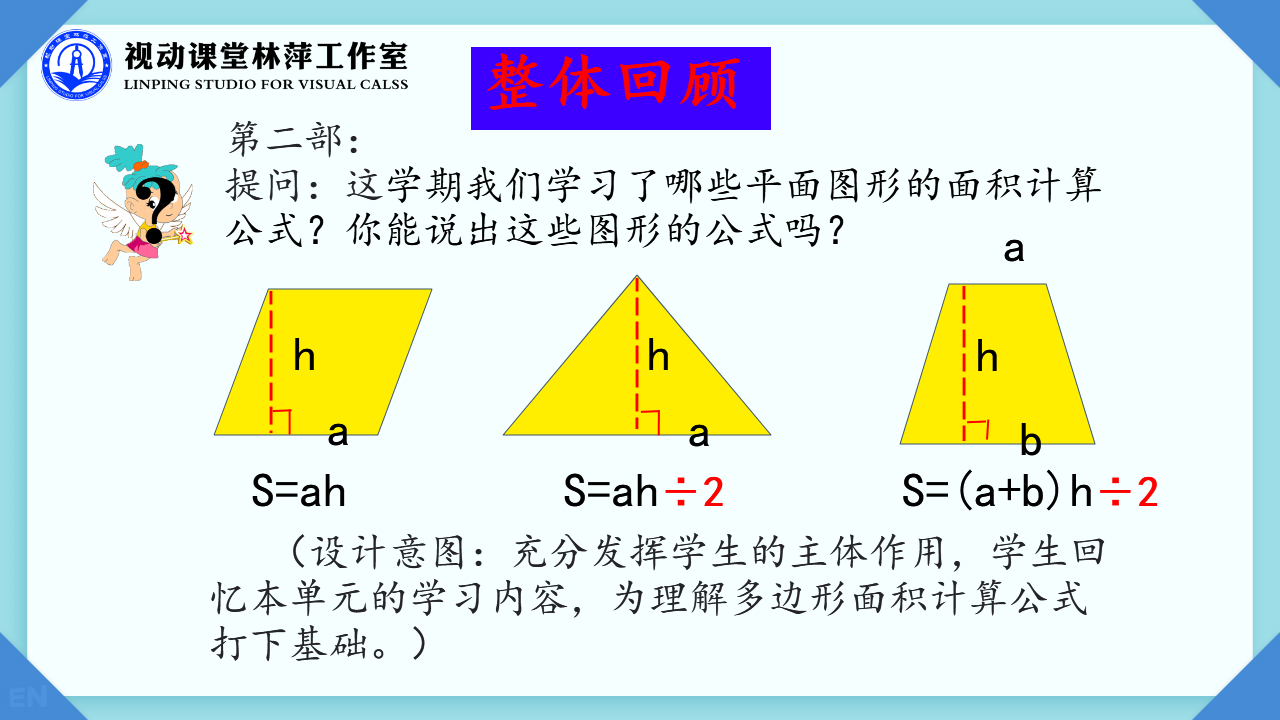 视动课堂林萍工作室
LINPING STUDIO FOR VISUAL CALSS
整体回顾
第二部：
提问：这学期我们学习了哪些平面图形的面积计算
公式？你能说出这些图形的公式吗？
?
a
h
h
h
a
a
b
S=ah
S=ah÷2
S=(a+b)h÷2
（设计意图：充分发挥学生的主体作用，学生回
忆本单元的学习内容，为理解多边形面积计算公式
打下基础。）
EN